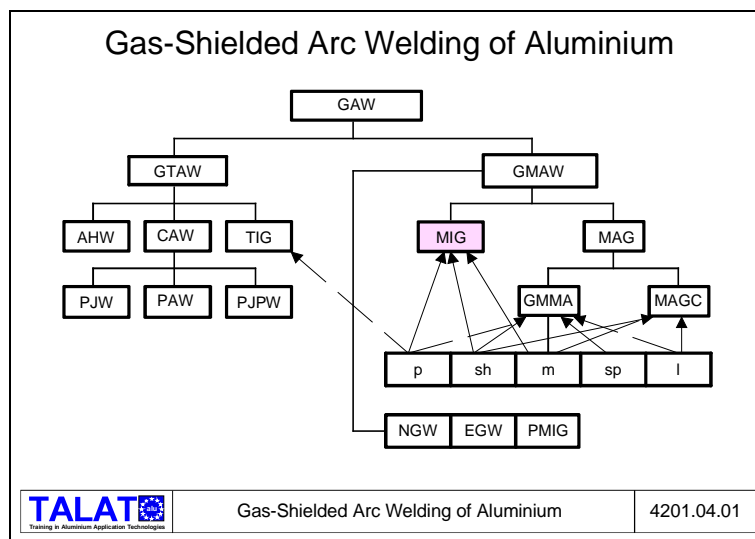 Gas-Shielded Arc Welding of Aluminium
GAW
GTAW GMAW
AHW CAW TIG MIG MAG
PJW PAW PJPW GMMA MAGC
p sh m sp l
NGW EGW PMIG
TALAT alu
Training in Aluminium Application Technologies
Gas-Shielded Arc Welding of Aluminium
4201.04.01